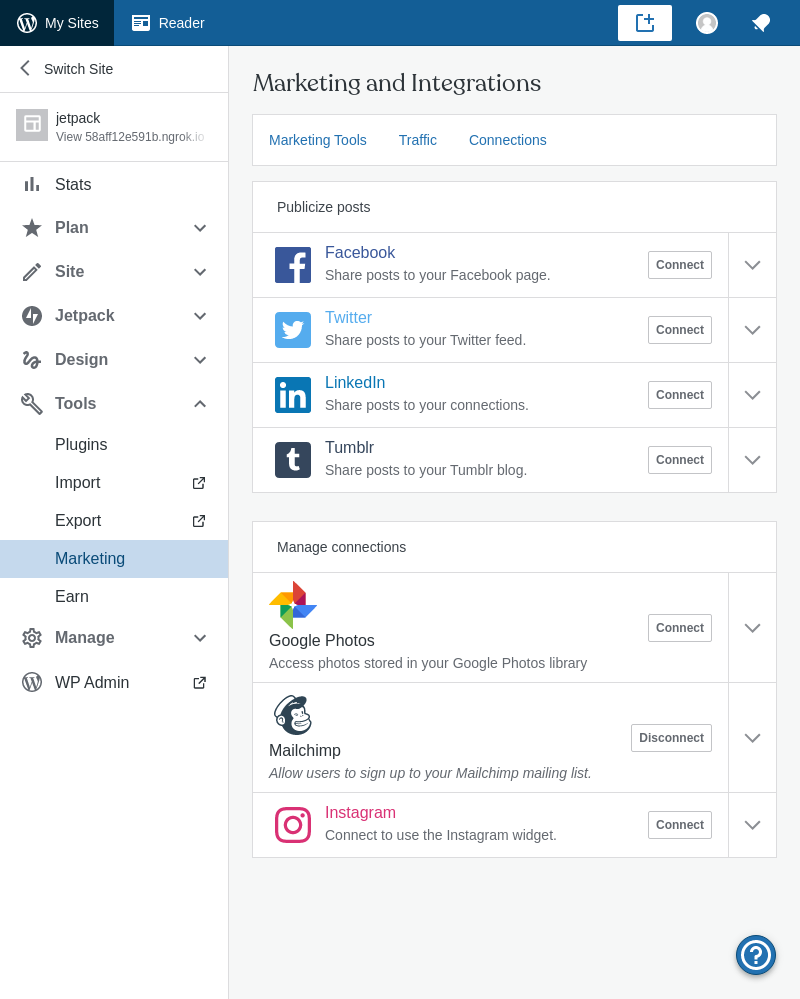 My Sites
Reader
Switch Site
jetpack
View 58aff12e591b.ngrok.io
Stats
Plan
Site
Jetpack
Design
Tools
Plugins
Import
Export
Marketing
Earn
Manage
WP Admin
Marketing and Integrations
Marketing Tools Traffic Connections
Publicize posts
Facebook
Share posts to your Facebook page.
Connect
Twitter
Share posts to your Twitter feed.
Connect
LinkedIn
Share posts to your connections.
Connect
Tumblr
Share posts to your Tumblr blog.
Connect
Manage connections
Google Photos
Access photos stored in your Google Photos library
Connect
Mailchimp
Allow users to sign up to your Mailchimp mailing list.
Disconnect
Instagram
Connect to use the Instagram widget.
Connect